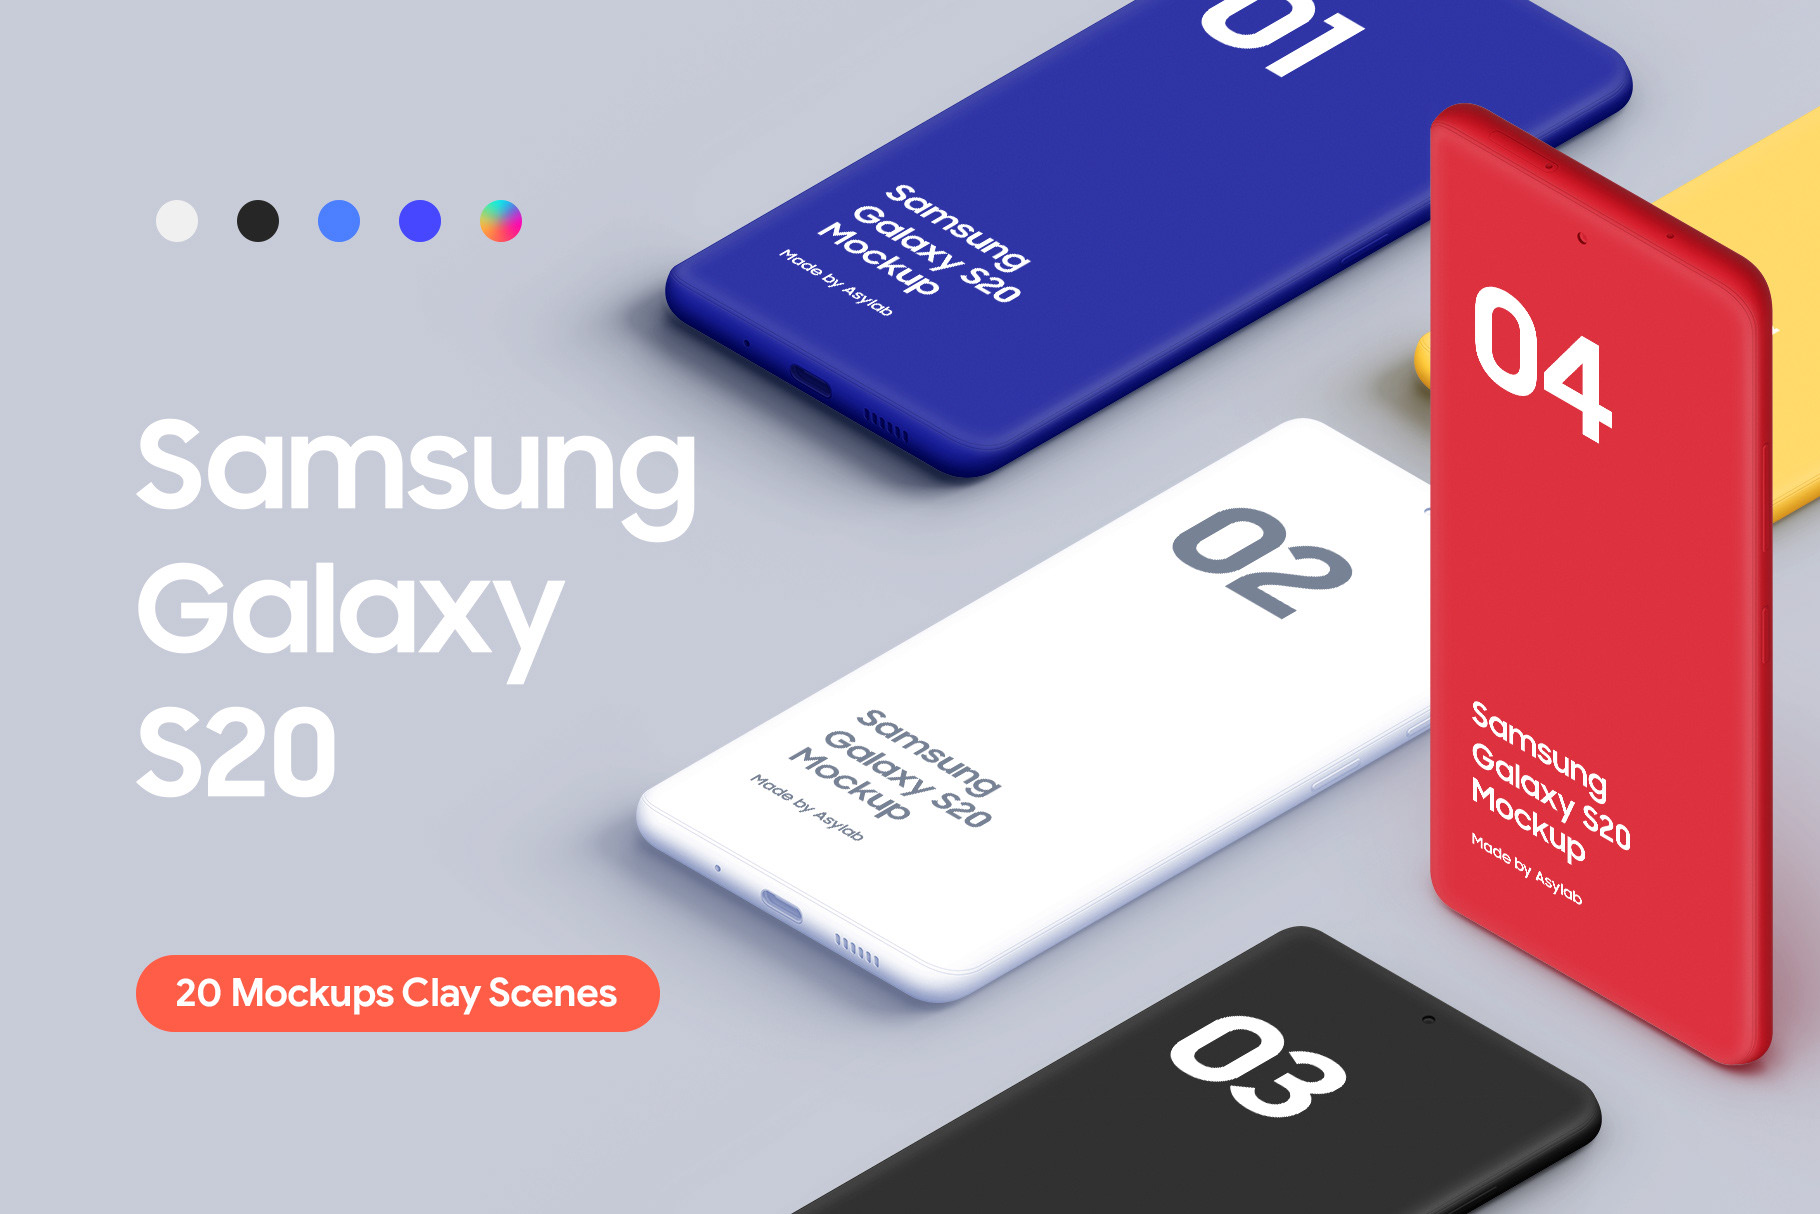 Samsung
Galaxy
S20
20 Mockups Clay Scenes
01
Samsung
Galaxy S20
Mockup
Made by Asylab
02
Samsung
Galaxy S20
Mockup
Made by Asylab
03
04
Samsung
Galaxy S20
Mockup
Made by Asylab